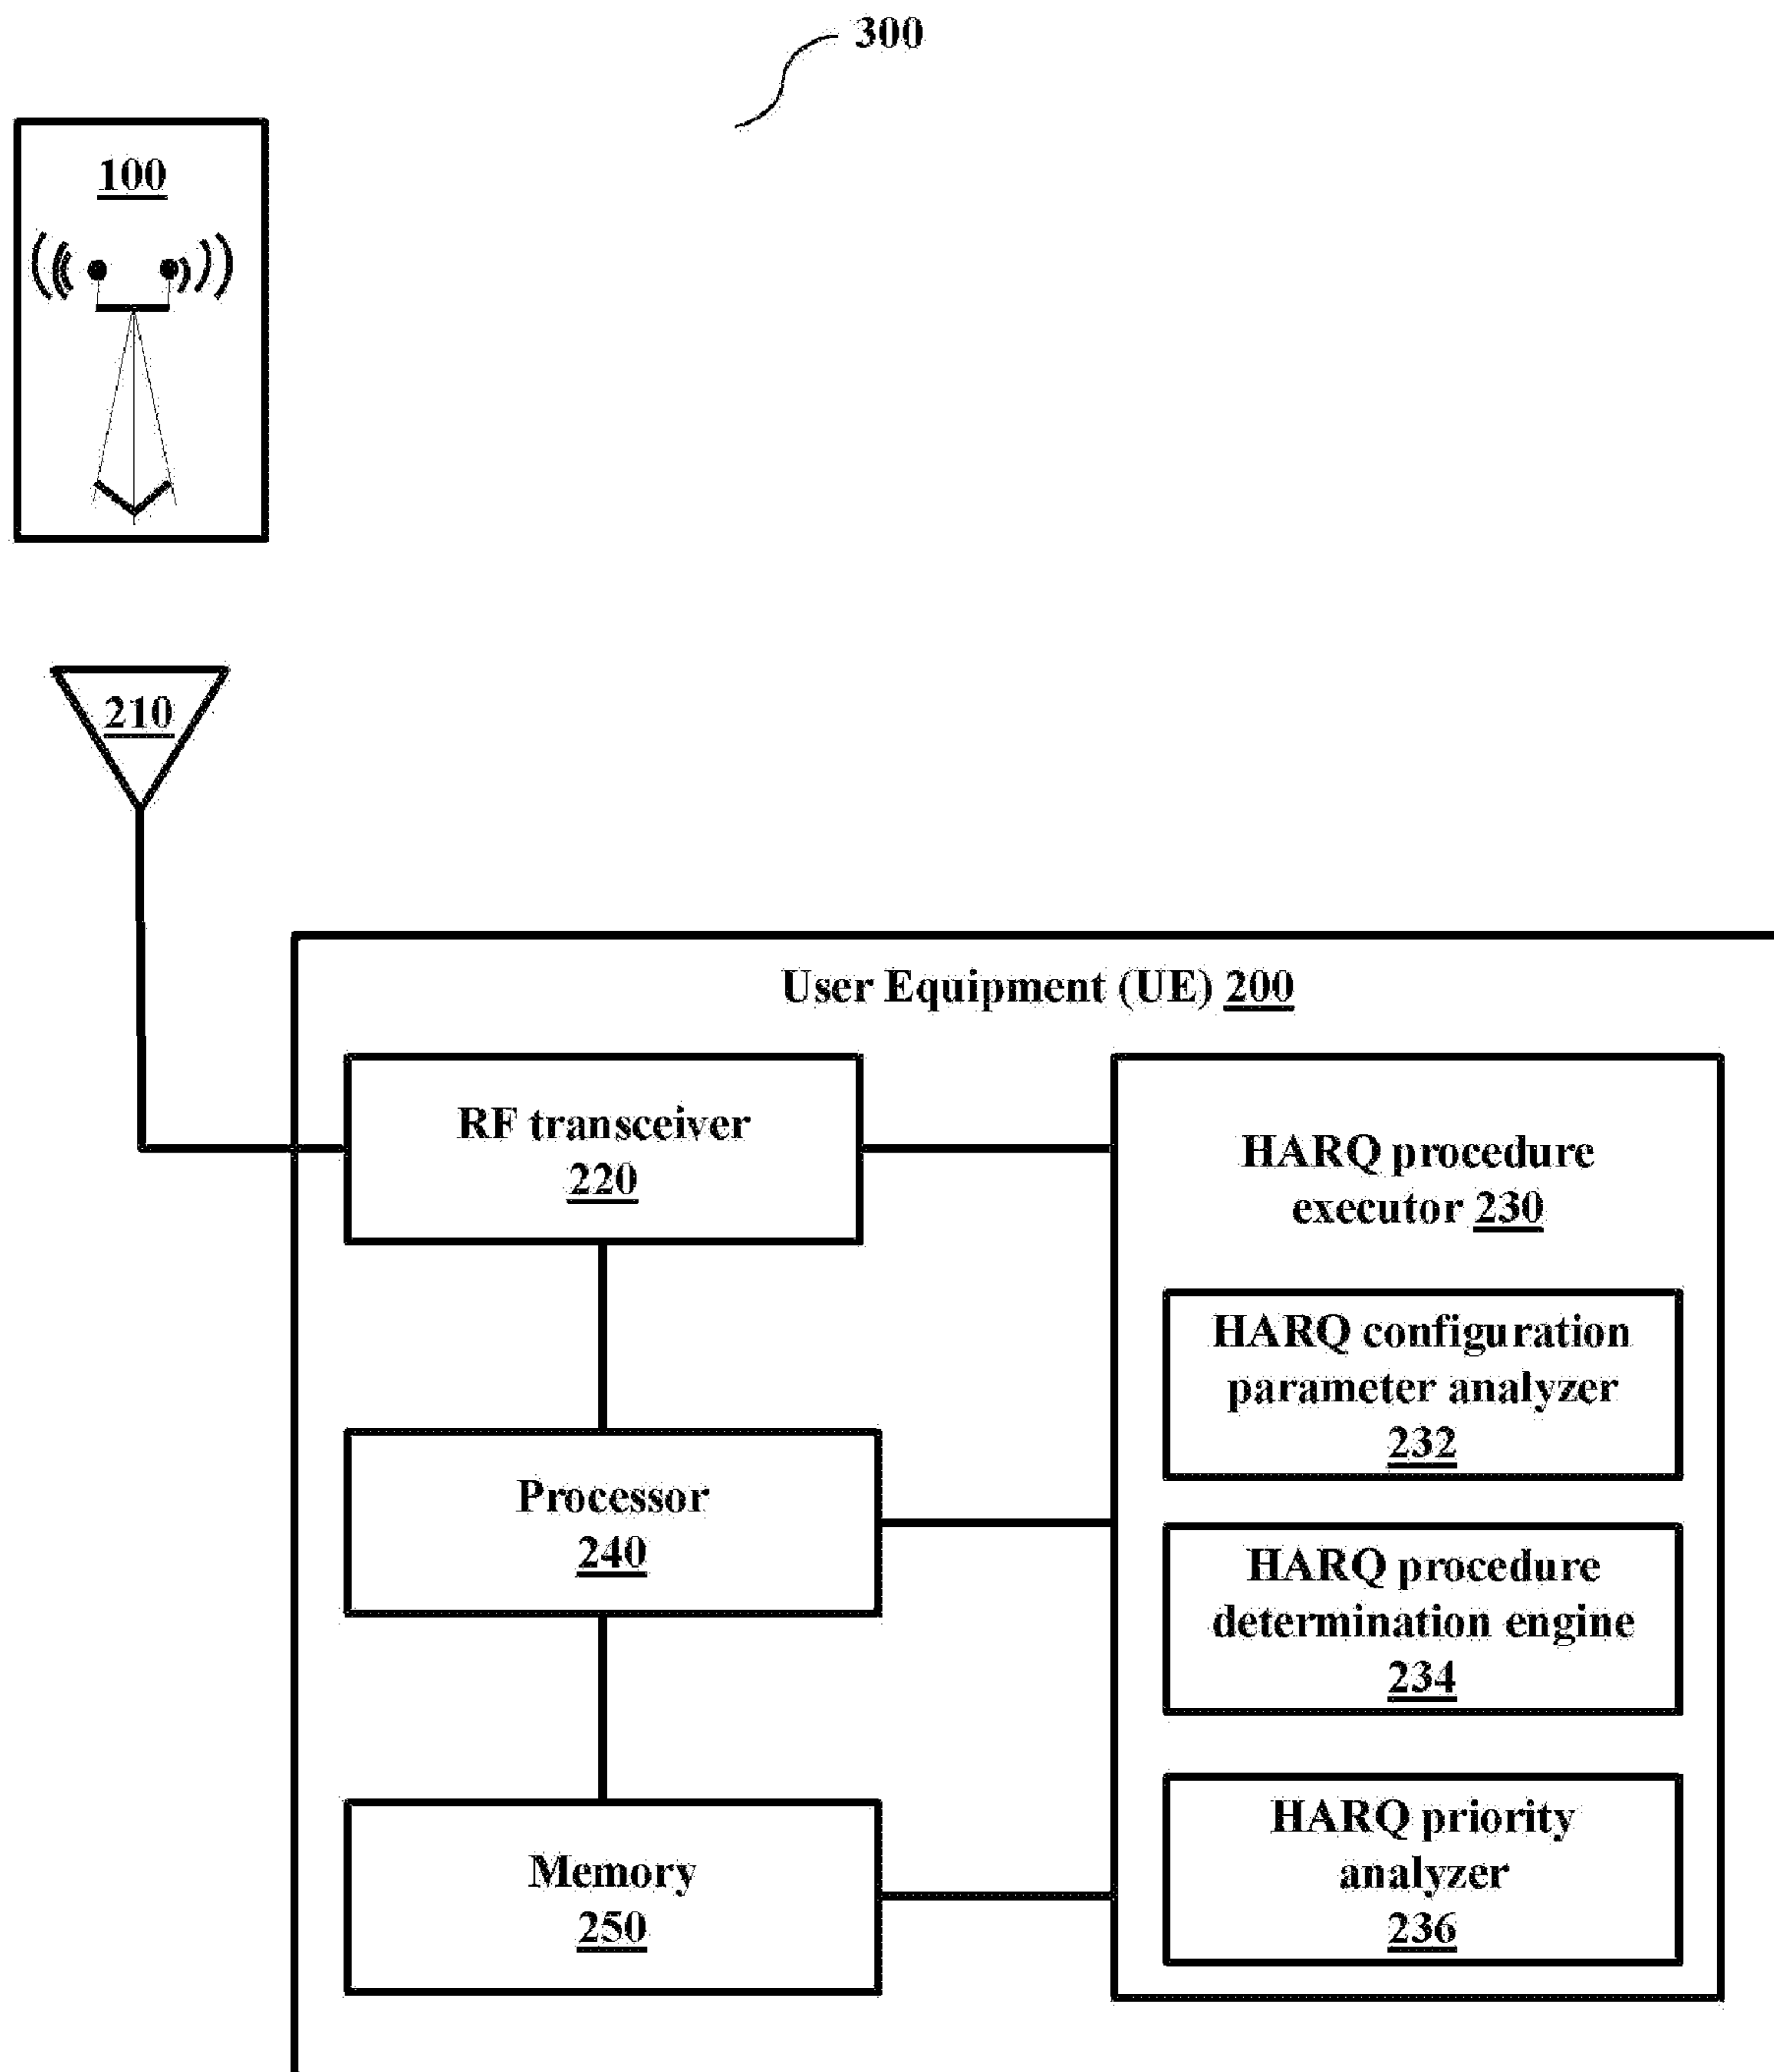 300
100
210
User Equipment (UE) 200
RF transceiver
220
HARQ procedure
executor 230
HARQ configuration
parameter analyzer
232
Processor
240
HARQ procedure
determination engine
234
Memory
250
HARQ priority
analyzer
236